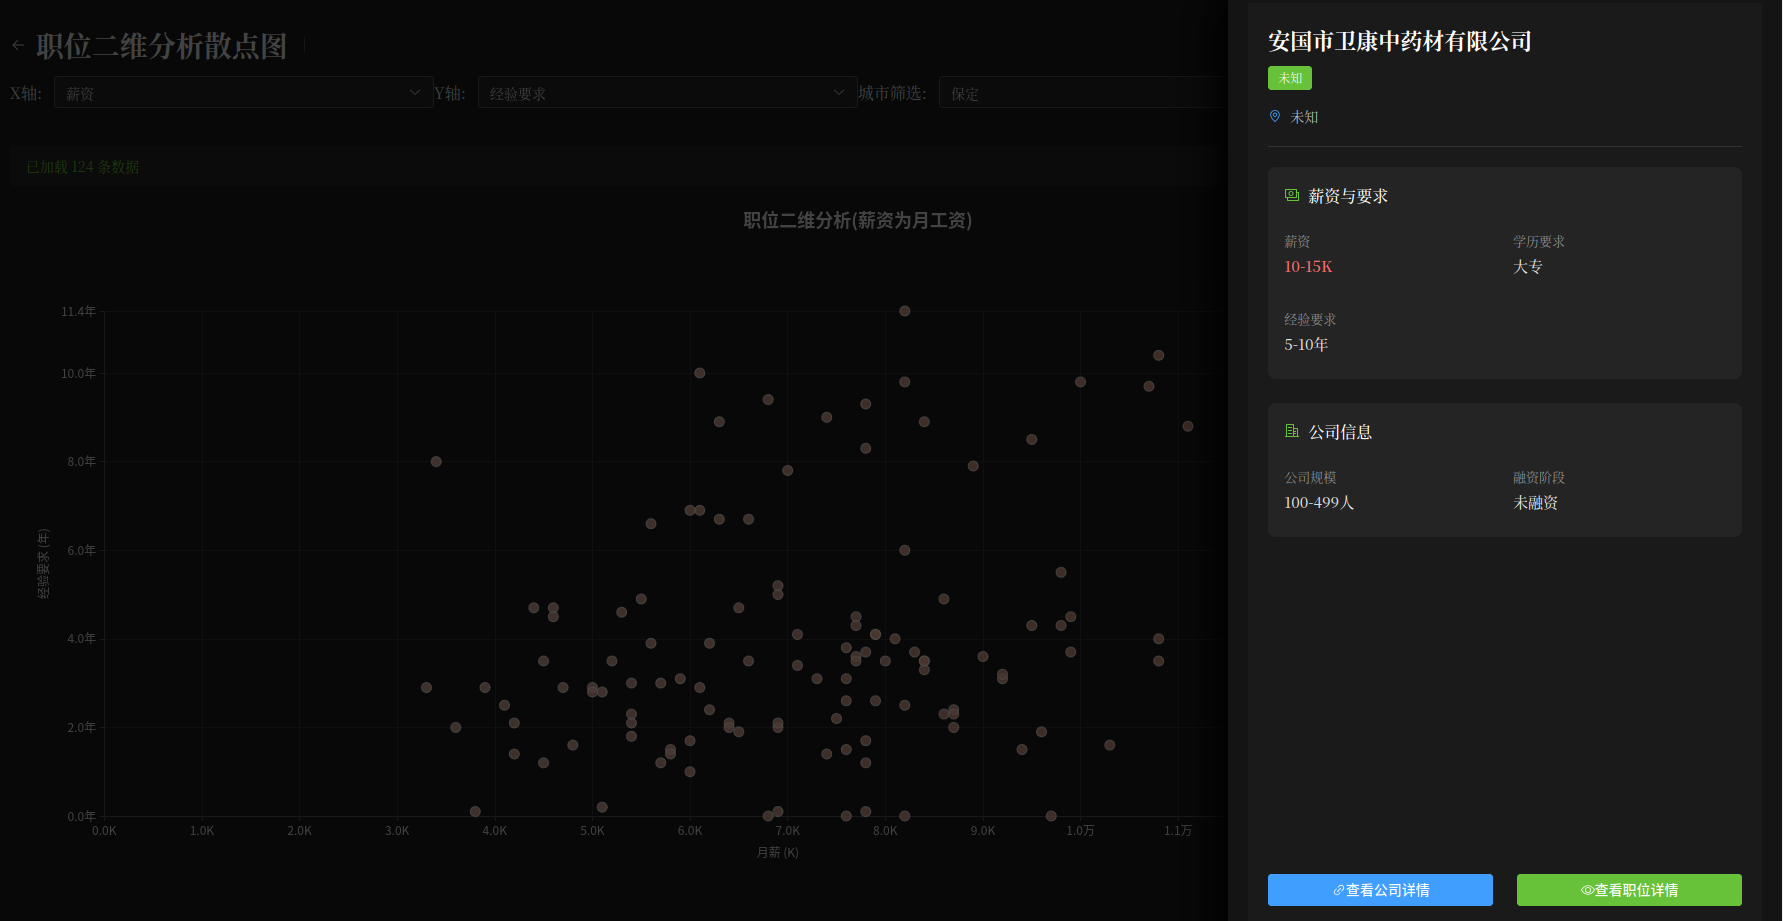 职位二维分析散点图
X轴: 薪资 Y轴: 经验要求 城市筛选: 保定
已加载 124 条数据
职位二维分析(薪资为月工资)
11.4年
10.0年
8.0年
6.0年
4.0年
2.0年
0.0年
经验要求 (年)
0.0K 1.0K 2.0K 3.0K 4.0K 5.0K 6.0K 7.0K 8.0K 9.0K 1.0万 1.1万
月薪 (K)
安国市卫康中药材有限公司
未知
未知
薪资与要求
薪资 学历要求
10-15K 大专
经验要求
5-10年
公司信息
公司规模 融资阶段
100-499人 未融资
查看公司详情 查看职位详情